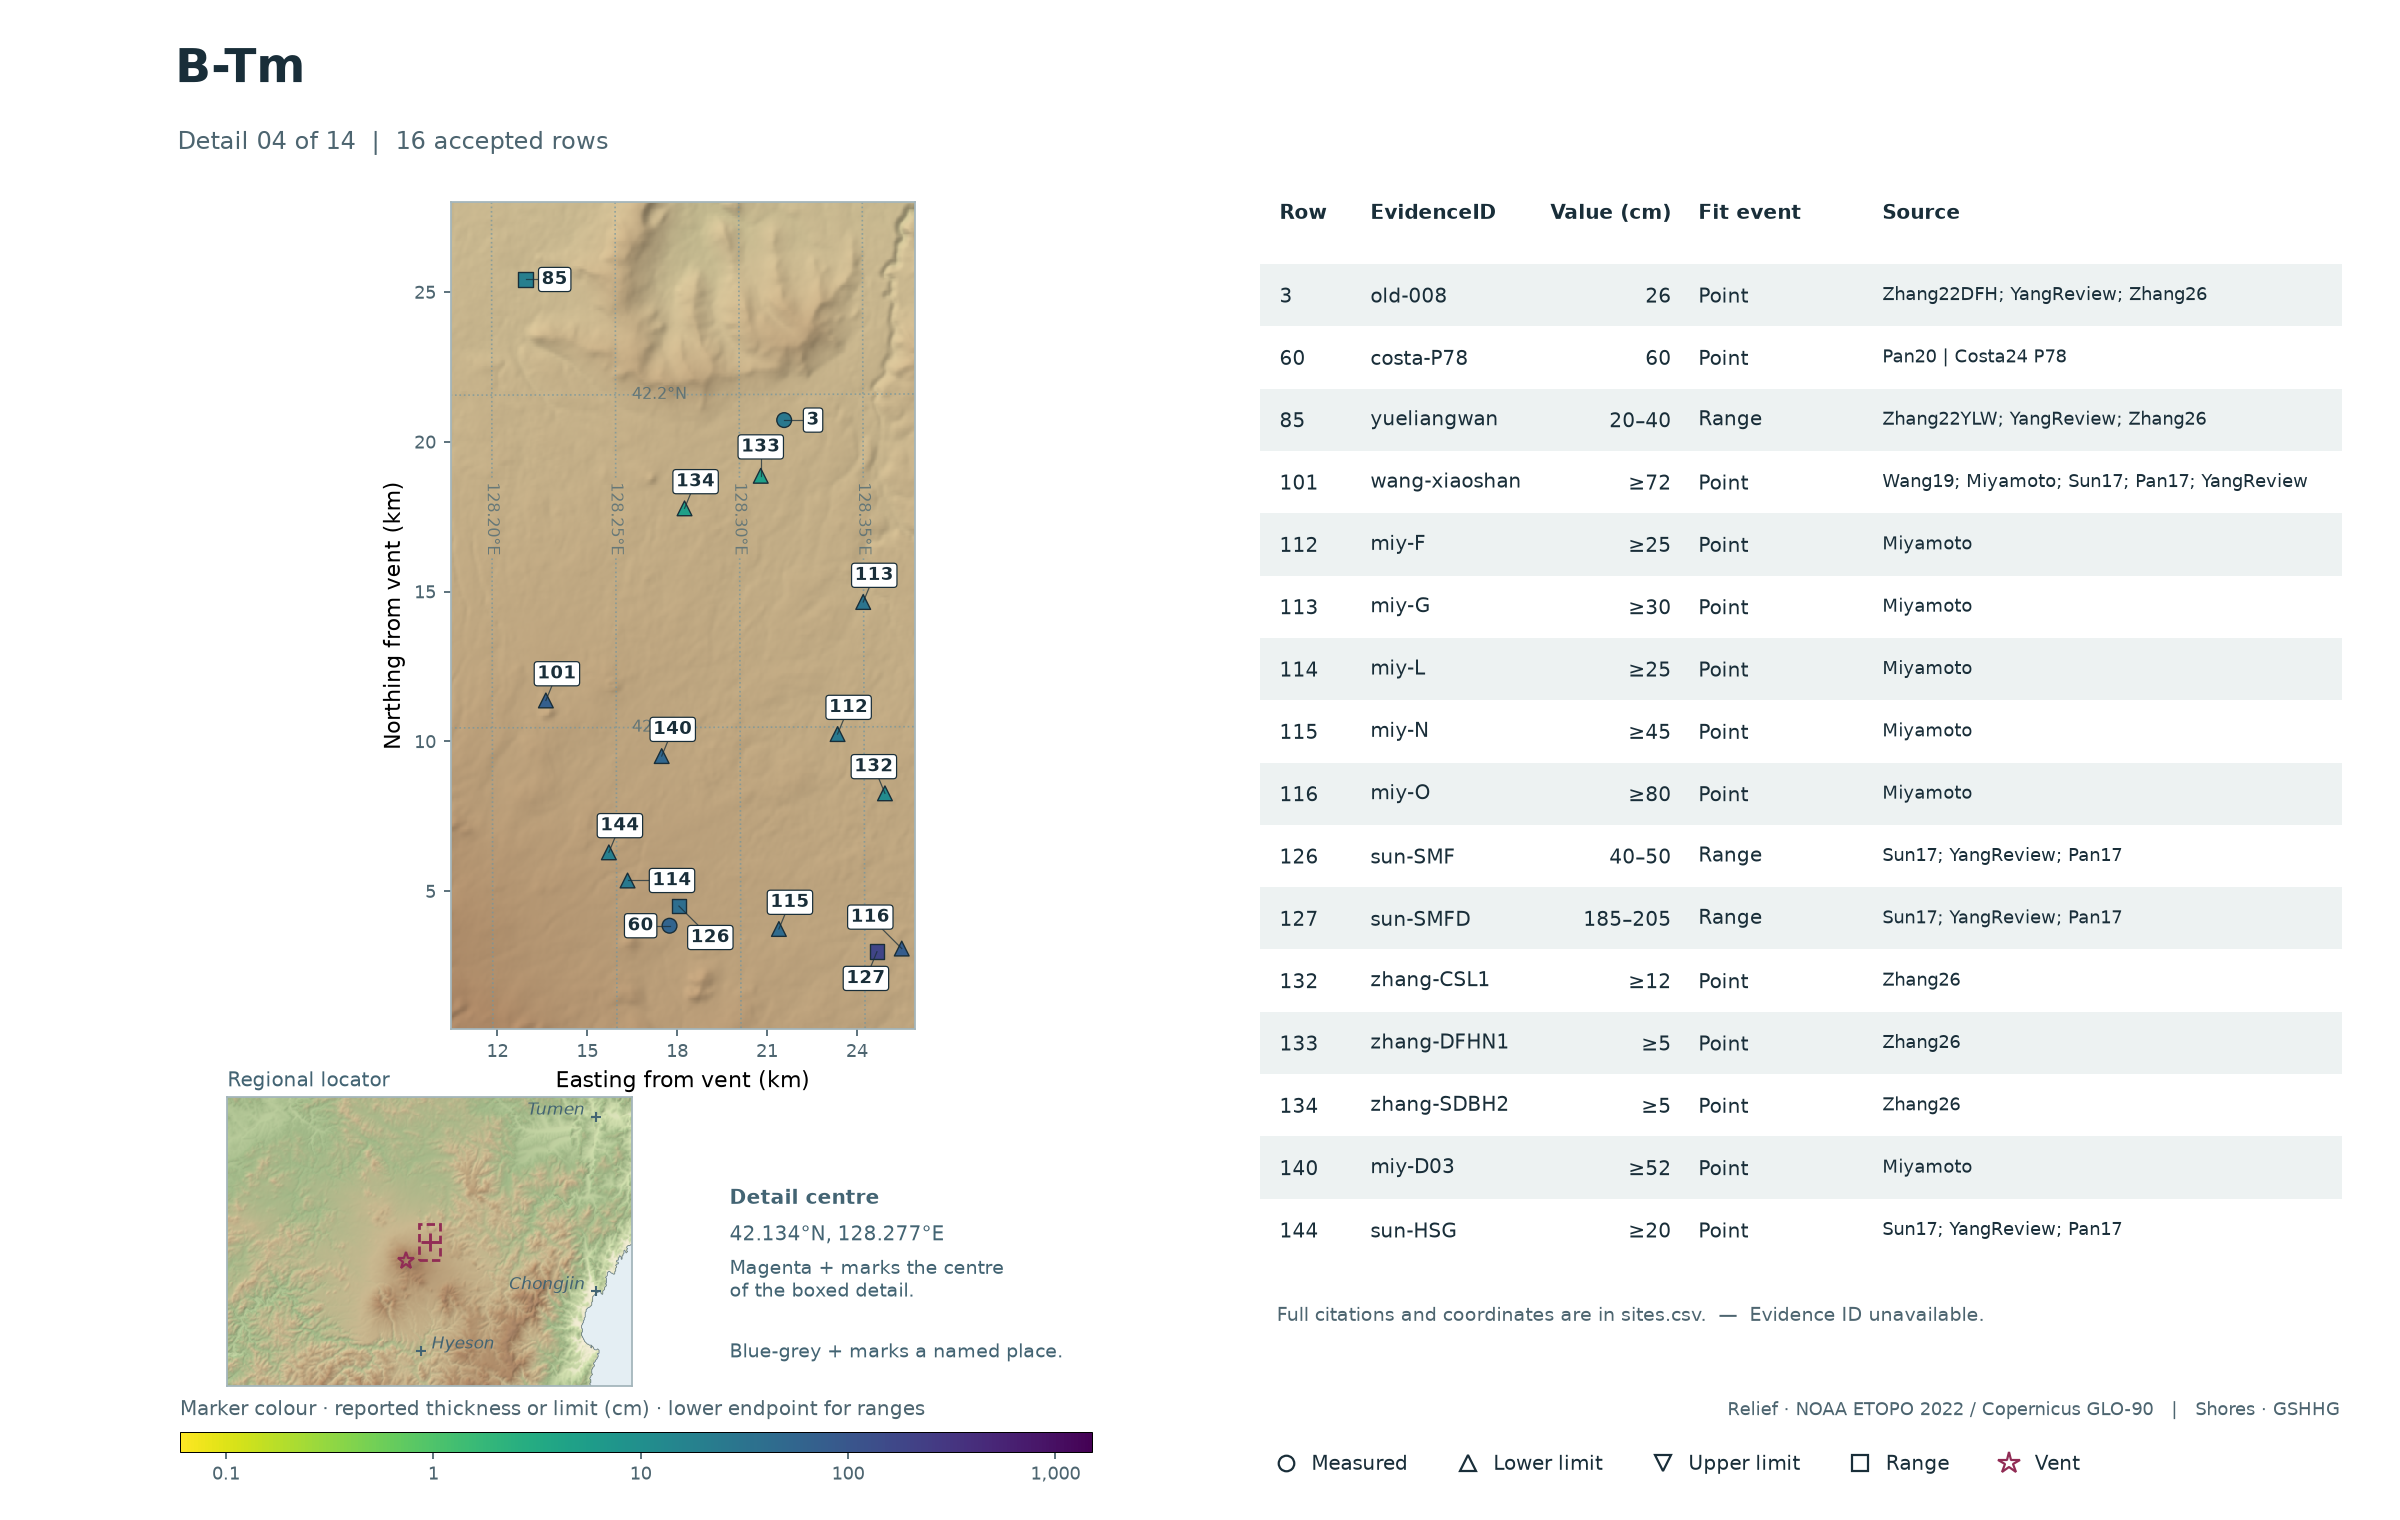 B-Tm
Detail 04 of 14 | 16 accepted rows
25
20
15
10
5
Northing from vent (km)
85
42.2°N
3
133
134
128.20°E
128.25°E
128.30°E
128.35°E
113
101
112
42
140
132
144
114
115
60
126
116
127
12
15
18
21
24
Easting from vent (km)
Regional locator
Tumen
Chongjin
Hyeson
Detail centre
42.134°N, 128.277°E
Magenta + marks the centre
of the boxed detail.
Blue-grey + marks a named place.
Marker colour · reported thickness or limit (cm) · lower endpoint for ranges
0.1 1 10 100 1,000
Row EvidenceID Value (cm) Fit event Source
3 old-008 26 Point Zhang22DFH; YangReview; Zhang26
60 costa-P78 60 Point Pan20 | Costa24 P78
85 yueliangwan 20–40 Range Zhang22YLW; YangReview; Zhang26
101 wang-xiaoshan ≥72 Point Wang19; Miyamoto; Sun17; Pan17; YangReview
112 miy-F ≥25 Point Miyamoto
113 miy-G ≥30 Point Miyamoto
114 miy-L ≥25 Point Miyamoto
115 miy-N ≥45 Point Miyamoto
116 miy-O ≥80 Point Miyamoto
126 sun-SMF 40–50 Range Sun17; YangReview; Pan17
127 sun-SMFD 185–205 Range Sun17; YangReview; Pan17
132 zhang-CSL1 ≥12 Point Zhang26
133 zhang-DFHN1 ≥5 Point Zhang26
134 zhang-SDBH2 ≥5 Point Zhang26
140 miy-D03 ≥52 Point Miyamoto
144 sun-HSG ≥20 Point Sun17; YangReview; Pan17
Full citations and coordinates are in sites.csv. — Evidence ID unavailable.
Relief · NOAA ETOPO 2022 / Copernicus GLO-90 | Shores · GSHHG
Measured
Lower limit
Upper limit
Range
Vent